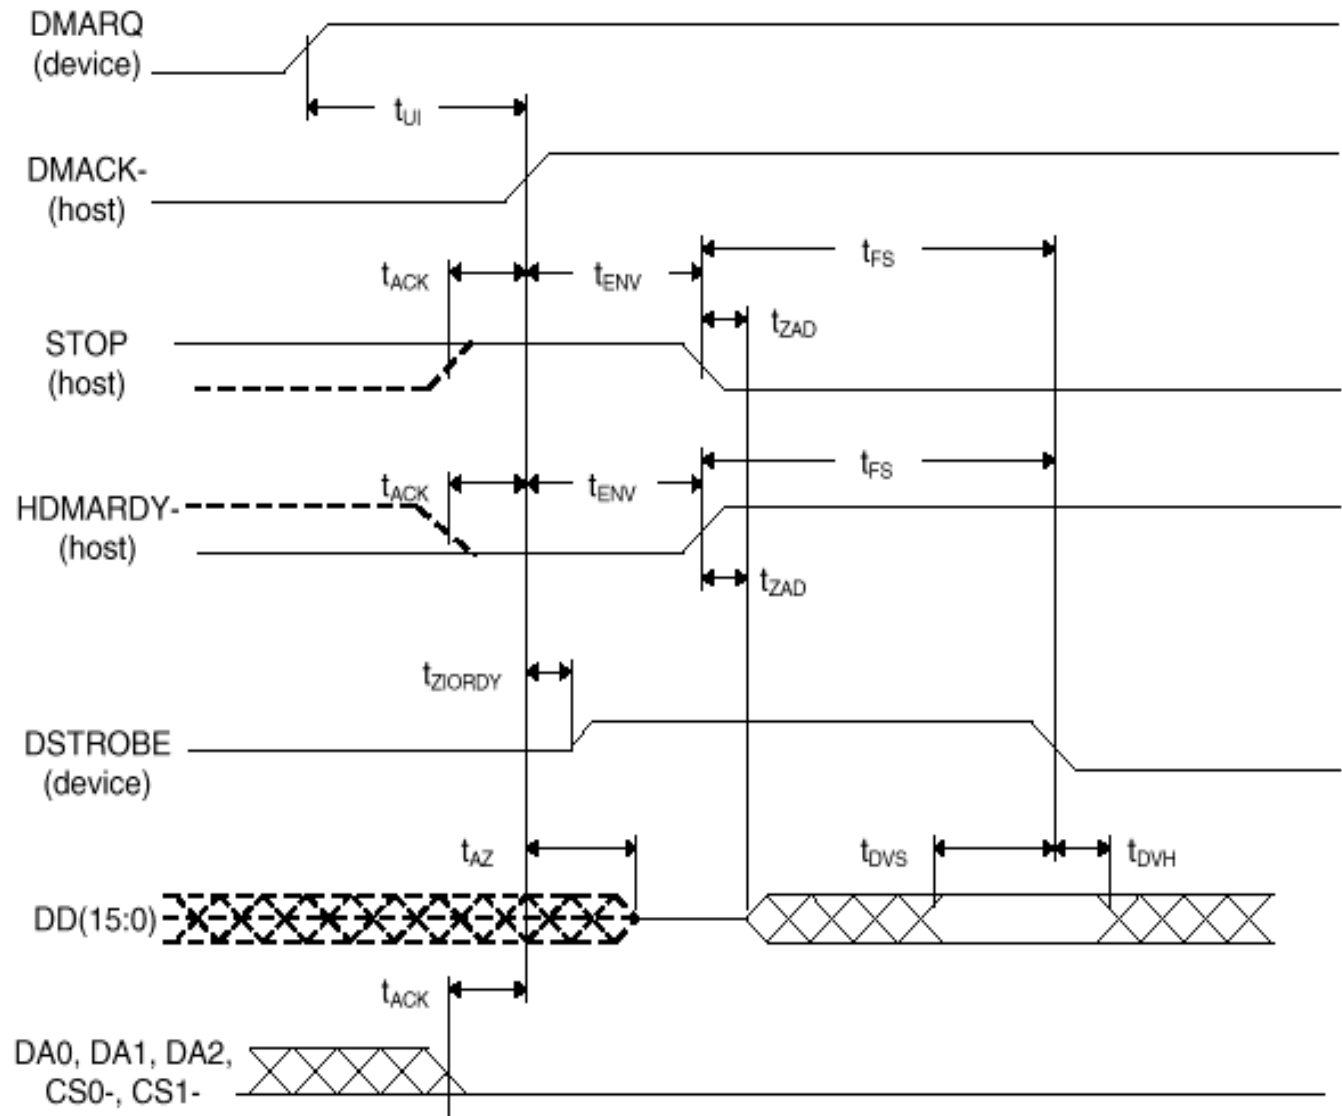 DMARQ
(device)
tUI
DMACK-
(host)
tFS
tACK
tENV
tZAD
STOP
(host)
tFS
tACK
tENV
HDMARDY-
(host)
tZAD
tZIORDY
DSTROBE
(device)
tAZ
tDVS
tDVH
DD(15:0)
tACK
DA0, DA1, DA2,
CS0-, CS1-